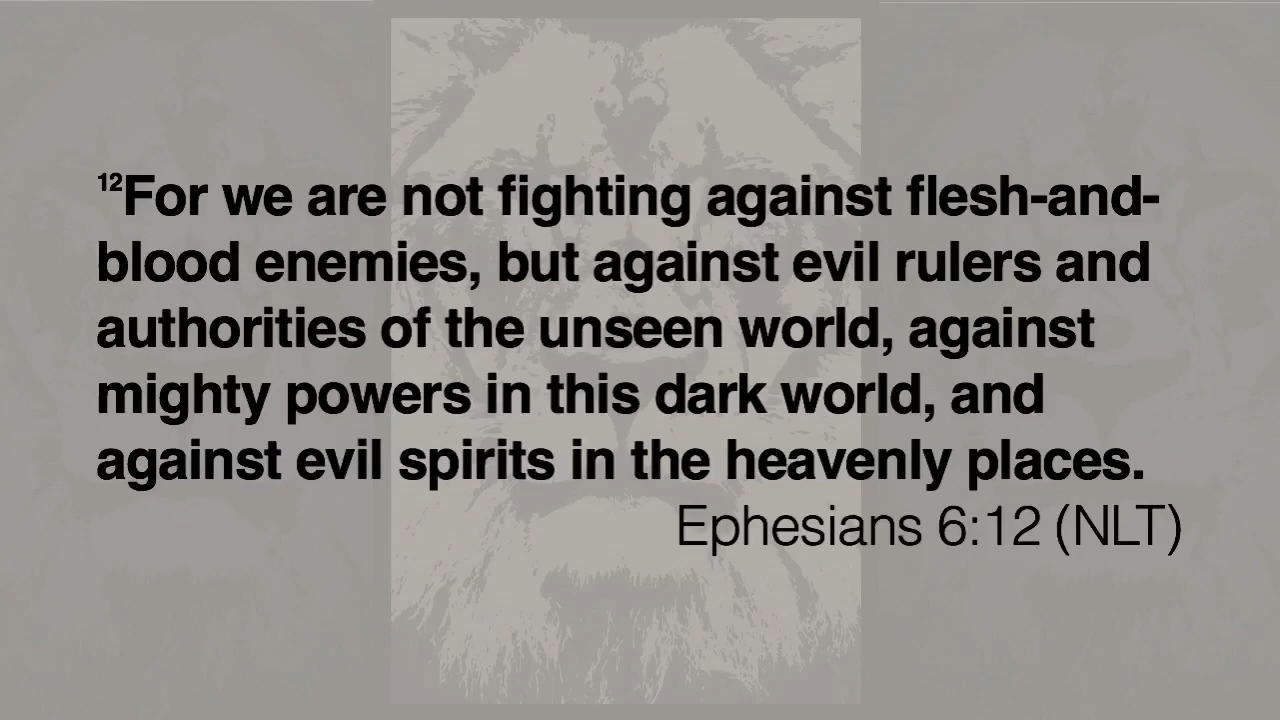 ¹²For we are not fighting against flesh-and-
blood enemies, but against evil rulers and
authorities of the unseen world, against
mighty powers in this dark world, and
against evil spirits in the heavenly places.
Ephesians 6:12 (NLT)